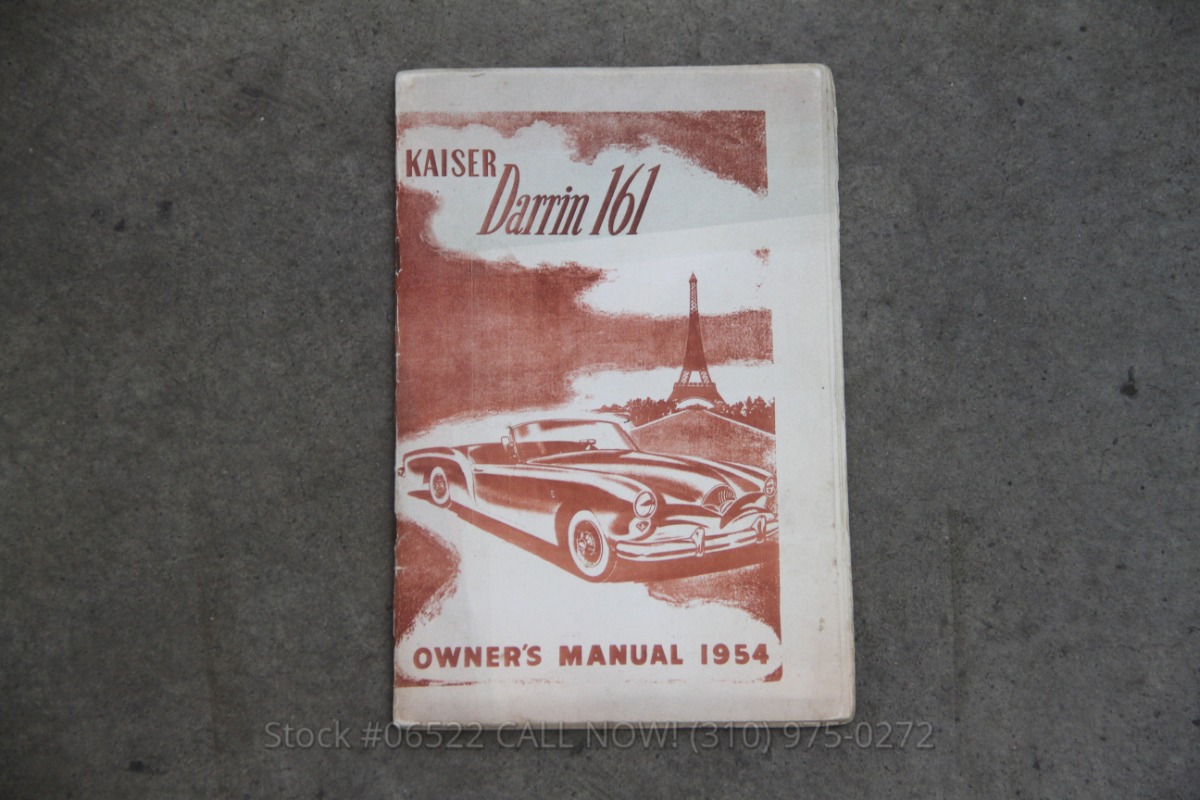 KAISER
Darrin 161
OWNER'S MANUAL 1954
Stock #06522 CALL NOW! (310) 975-0272